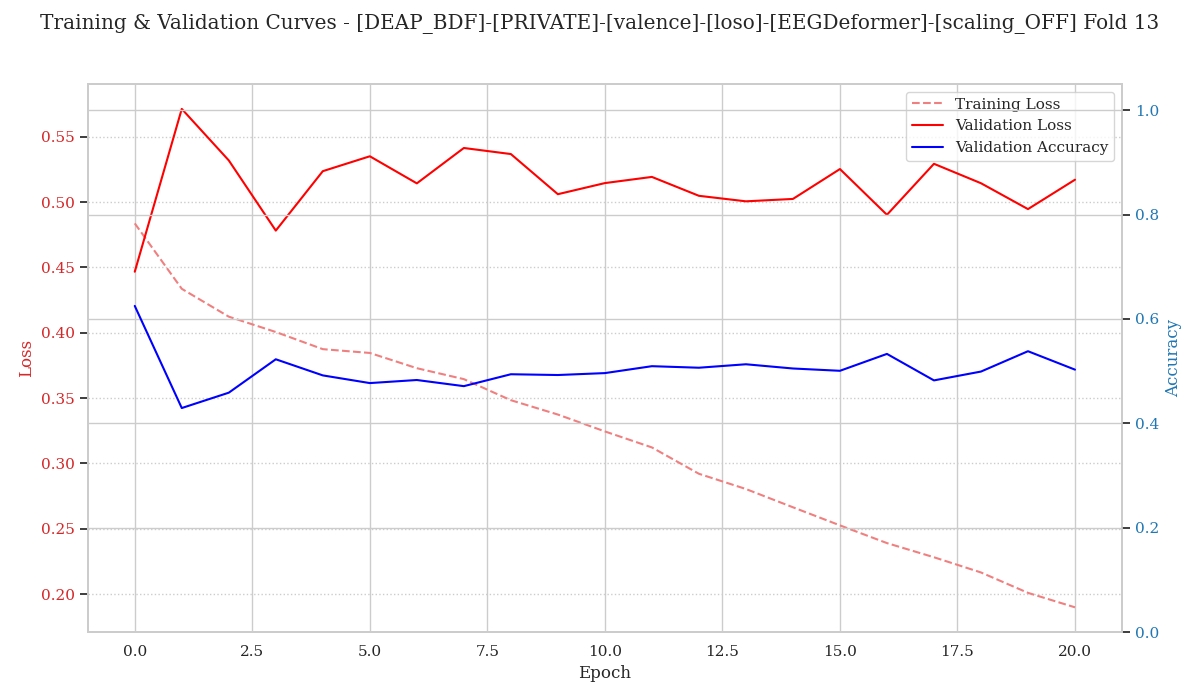 Training & Validation Curves - [DEAP_BDF]-[PRIVATE]-[valence]-[loso]-[EEGDeformer]-[scaling_OFF] Fold 13
Training Loss
Validation Loss
Validation Accuracy
Loss
0.55
0.50
0.45
0.40
0.35
0.30
0.25
0.20
1.0
0.8
0.6
0.4
0.2
0.0
Accuracy
0.0 2.5 5.0 7.5 10.0 12.5 15.0 17.5 20.0
Epoch